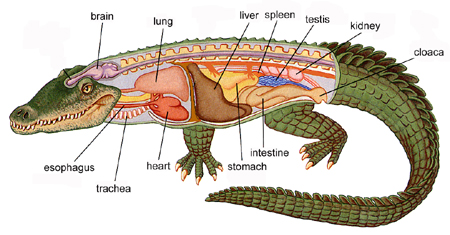 brain
lung
liver
spleen
testis
kidney
cloaca
esophagus
trachea
heart
stomach
intestine